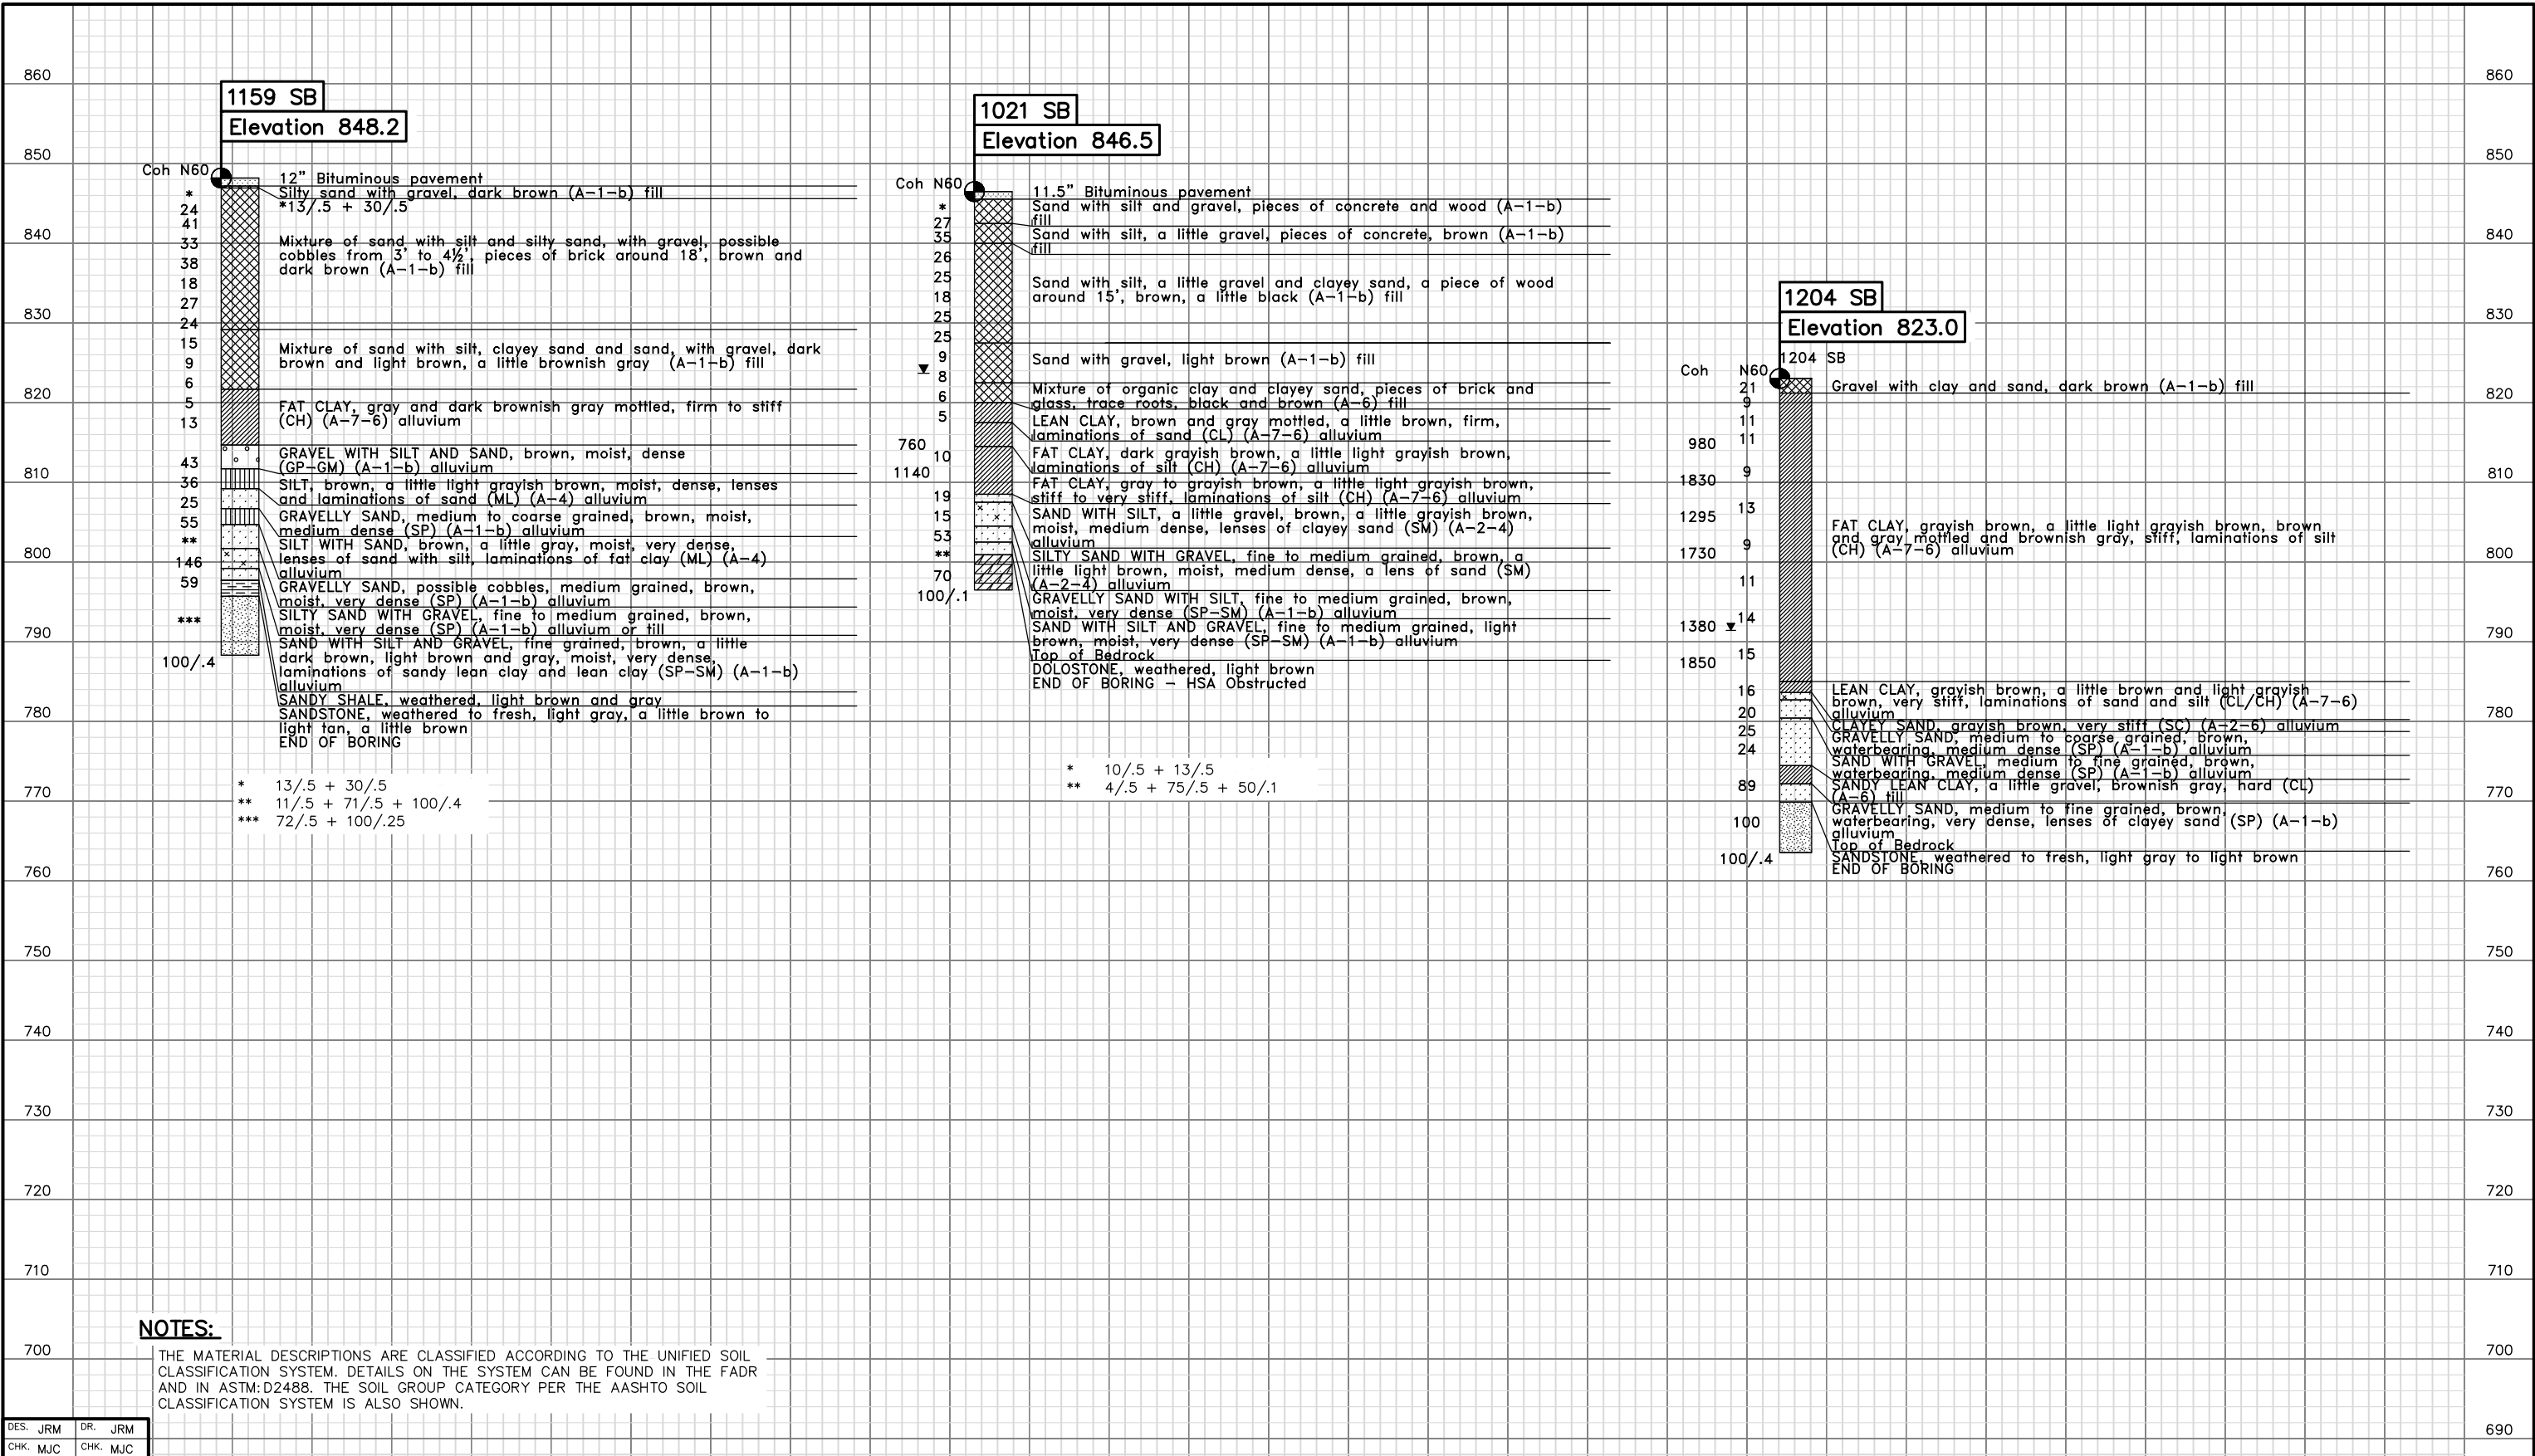 860
850
840
830
820
810
800
790
780
770
760
750
740
730
720
710
700
1159 SB
Elevation 848.2
Coh N60
*
24
41
33
38
18
27
24
15
9
6
5
13
43
36
25
55
**
146
59
***
100/.4
12" Bituminous pavement
Silty sand with gravel, dark brown (A-1-b) fill
*13/.5 + 30/.5
Mixture of sand with silt and silty sand, with gravel, possible
cobbles from 3' to 4½', pieces of brick around 18', brown and
dark brown (A-1-b) fill
Mixture of sand with silt, clayey sand and sand, with gravel, dark
brown and light brown, a little brownish gray (A-1-b) fill
FAT CLAY, gray and dark brownish gray mottled, firm to stiff
(CH) (A-7-6) alluvium
GRAVEL WITH SILT AND SAND, brown, moist, dense
(GP-GM) (A-1-b) alluvium
SILT, brown, a little light grayish brown, moist, dense, lenses
and laminations of sand (ML) (A-4) alluvium
GRAVELLY SAND, medium to coarse grained, brown, moist,
medium dense (SP) (A-1-b) alluvium
SILT WITH SAND, brown, a little gray, moist, very dense,
lenses of sand with silt, laminations of fat clay (ML) (A-4)
alluvium
GRAVELLY SAND, possible cobbles, medium grained, brown,
moist, very dense (SP) (A-1-b) alluvium
SILTY SAND WITH GRAVEL, fine to medium grained, brown,
moist, very dense (SP) (A-1-b) alluvium or till
SAND WITH SILT AND GRAVEL, fine grained, brown, a little
dark brown, light brown and gray, moist, very dense,
laminations of sandy lean clay and lean clay (SP-SM) (A-1-b)
alluvium
SANDY SHALE, weathered, light brown and gray
SANDSTONE, weathered to fresh, light gray, a little brown to
light tan, a little brown
END OF BORING
* 13/.5 + 30/.5
** 11/.5 + 71/.5 + 100/.4
*** 72/.5 + 100/.25
1021 SB
Elevation 846.5
Coh N60
*
27
35
26
25
18
25
25
9
8
6
5
760
10
1140
19
15
53
**
70
100/.1
11.5" Bituminous pavement
Sand with silt and gravel, pieces of concrete and wood (A-1-b)
fill
Sand with silt, a little gravel, pieces of concrete, brown (A-1-b)
fill
Sand with silt, a little gravel and clayey sand, a piece of wood
around 15', brown, a little black (A-1-b) fill
Sand with gravel, light brown (A-1-b) fill
Mixture of organic clay and clayey sand, pieces of brick and
glass, trace roots, black and brown (A-6) fill
LEAN CLAY, brown and gray mottled, a little brown, firm,
laminations of sand (CL) (A-7-6) alluvium
FAT CLAY, dark grayish brown, a little light grayish brown,
laminations of silt (CH) (A-7-6) alluvium
FAT CLAY, gray to grayish brown, a little light grayish brown,
stiff to very stiff, laminations of silt (CH) (A-7-6) alluvium
SAND WITH SILT, a little gravel, brown, a little grayish brown,
moist, medium dense, lenses of clayey sand (SM) (A-2-4)
alluvium
SILTY SAND WITH GRAVEL, fine to medium grained, brown, a
little light brown, moist, medium dense, a lens of sand (SM)
(A-2-4) alluvium
GRAVELLY SAND WITH SILT, fine to medium grained, brown,
moist, very dense (SP-SM) (A-1-b) alluvium
SAND WITH SILT AND GRAVEL, fine to medium grained, light
brown, moist, very dense (SP-SM) (A-1-b) alluvium
Top of Bedrock
DOLOSTONE, weathered, light brown
END OF BORING - HSA Obstructed
* 10/.5 + 13/.5
** 4/.5 + 75/.5 + 50/.1
1204 SB
Elevation 823.0
1204 SB
Coh N60
21
9
11
980 11
9
1830
1295 13
1730 9
11
1380 14
1850 15
16
20
25
24
89
100
100/.4
Gravel with clay and sand, dark brown (A-1-b) fill
FAT CLAY, grayish brown, a little light grayish brown, brown
and gray mottled and brownish gray, stiff, laminations of silt
(CH) (A-7-6) alluvium
LEAN CLAY, grayish brown, a little brown and light grayish
brown, very stiff, laminations of sand and silt (CL/CH) (A-7-6)
alluvium
CLAYEY SAND, grayish brown, very stiff (SC) (A-2-6) alluvium
GRAVELLY SAND, medium to coarse grained, brown,
waterbearing, medium dense (SP) (A-1-b) alluvium
SAND WITH GRAVEL, medium to fine grained, brown,
waterbearing, medium dense (SP) (A-1-b) alluvium
SANDY LEAN CLAY, a little gravel, brownish gray, hard (CL)
(A-6) till
GRAVELLY SAND, medium to fine grained, brown,
waterbearing, very dense, lenses of clayey sand (SP) (A-1-b)
alluvium
Top of Bedrock
SANDSTONE, weathered to fresh, light gray to light brown
END OF BORING
860
850
840
830
820
810
800
790
780
770
760
750
740
730
720
710
700
690
NOTES:
THE MATERIAL DESCRIPTIONS ARE CLASSIFIED ACCORDING TO THE UNIFIED SOIL
CLASSIFICATION SYSTEM. DETAILS ON THE SYSTEM CAN BE FOUND IN THE FADR
AND IN ASTM:D2488. THE SOIL GROUP CATEGORY PER THE AASHTO SOIL
CLASSIFICATION SYSTEM IS ALSO SHOWN.
DES. JRM DR. JRM
CHK. MJC CHK. MJC